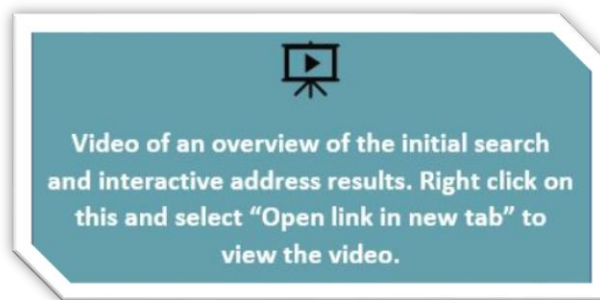 Video of an overview of the initial search
and interactive address results. Right click on
this and select “Open link in new tab” to
view the video.